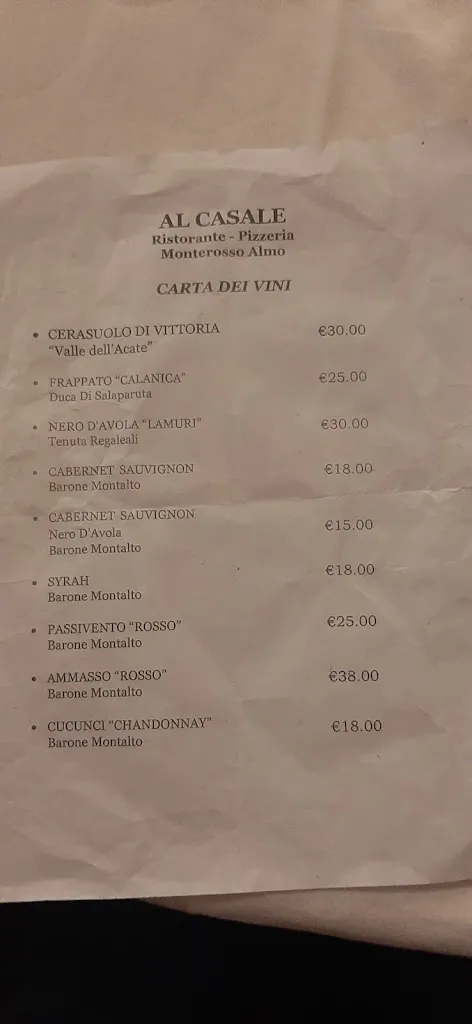 AL CASALE
Ristorante - Pizzeria
Monterosso Almo
CARTA DEI VINI
• CERASUOLO DI VITTORIA €30.00
"Valle dell'Acate"
• FRAPPATO "CALANICA" €25.00
Duca Di Salaparuta
• NERO D'AVOLA "LAMURI" €30.00
Tenuta Regaleali
• CABERNET SAUVIGNON €18.00
Barone Montalto
• CABERNET SAUVIGNON
Nero D'Avola €15.00
Barone Montalto
• SYRAH €18.00
Barone Montalto
• PASSIVENTO "ROSSO" €25.00
Barone Montalto
• AMMASSO "ROSSO" €38.00
Barone Montalto
• CUCUNCI "CHANDONNAY" €18.00
Barone Montalto